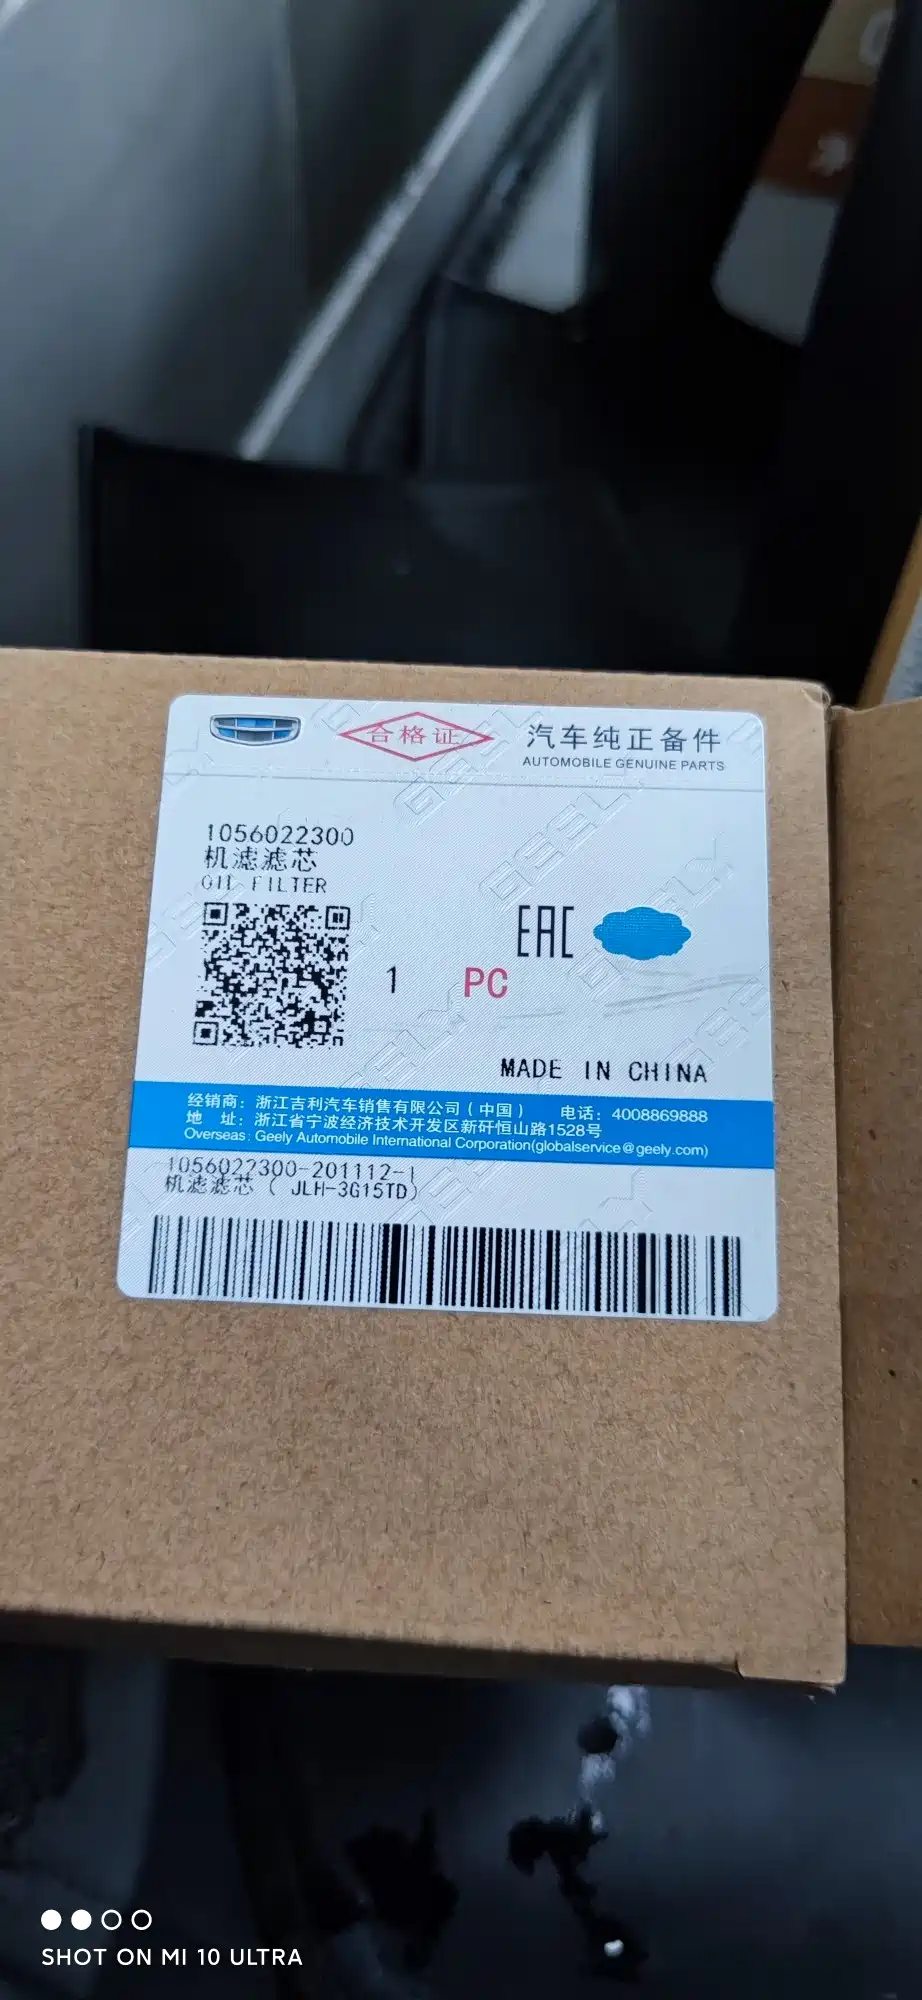 合格证
汽车纯正备件
AUTOMOBILE GENUINE PARTS
1056022300
机滤滤芯
OIL FILTER
EAC
1 PC
MADE IN CHINA
经销商：浙江吉利汽车销售有限公司（中国） 电话：4008869888
地 址：浙江省宁波经济技术开发区新矸恒山路1528号
Overseas: Geely Automobile International Corporation(globalservice@geely.com)
1056022300-201112-1
机滤滤芯（ JLH-3G15TD）
GEELY
SHOT ON MI 10 ULTRA